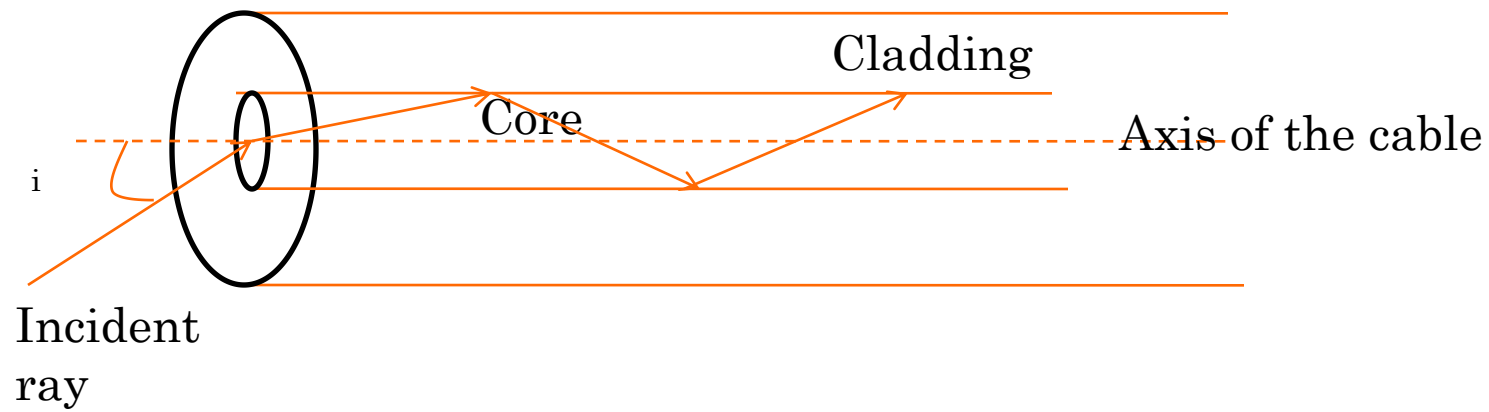 Cladding
Core
Axis of the cable
i
Incident
ray